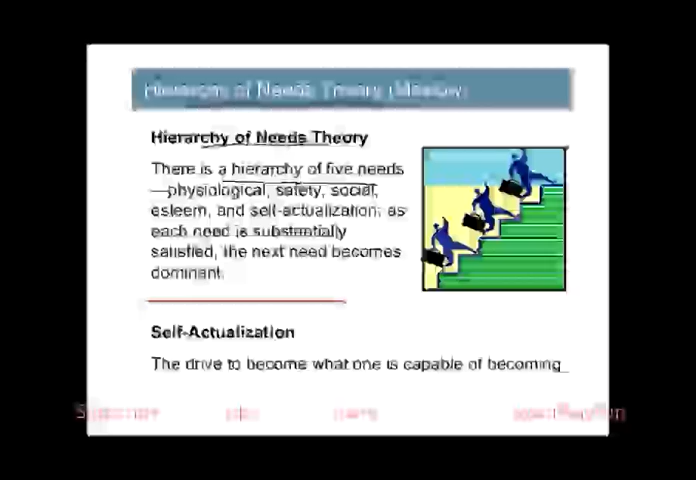 Hierarchy of Needs Theory (Maslow)
Hierarchy of Needs Theory
There is a hierarchy of five needs
—physiological, safety, social,
esteem, and self-actualization; as
each need is substantially
satisfied, the next need becomes
dominant.
Self-Actualization
The drive to become what one is capable of becoming